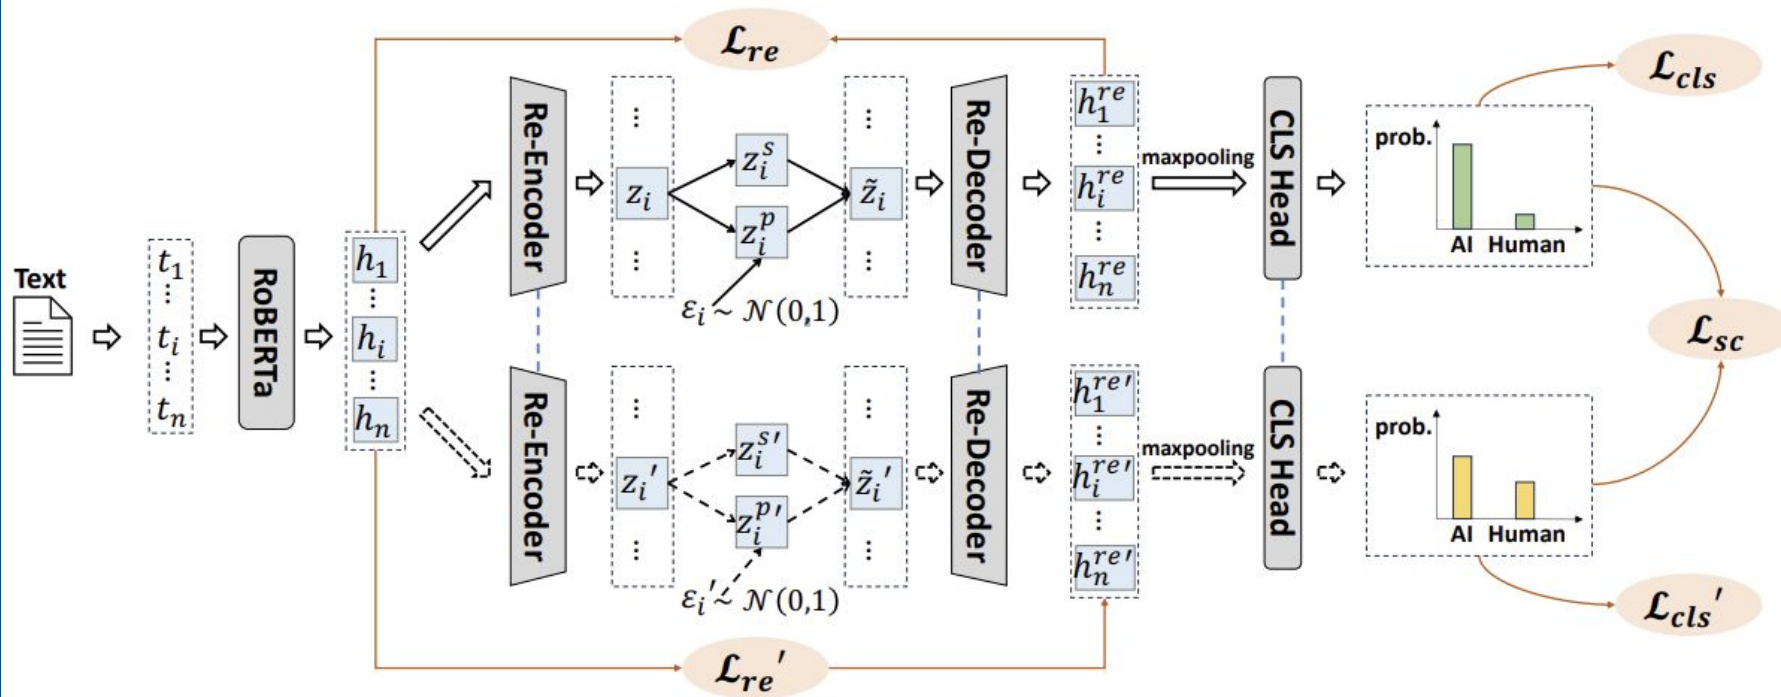 Text
t_1
...
t_i
...
t_n
RoBERTa
h_1
...
h_i
...
h_n
ℒ_re
Re-Encoder
...
z_i
...
z_i^s
z_i^p
ε_i ~ 𝒩(0,1)
...
z̃_i
...
Re-Decoder
h_1^re
...
h_i^re
...
h_n^re
maxpooling
CLS Head
prob.
AI Human
ℒ_cls
ℒ_sc
Re-Encoder
...
z_i'
...
z_i^s'
z_i^p'
ε_i' ~ 𝒩(0,1)
...
z̃_i'
...
Re-Decoder
h_1^re'
...
h_i^re'
...
h_n^re'
maxpooling
CLS Head
prob.
AI Human
ℒ_cls'
ℒ_re'